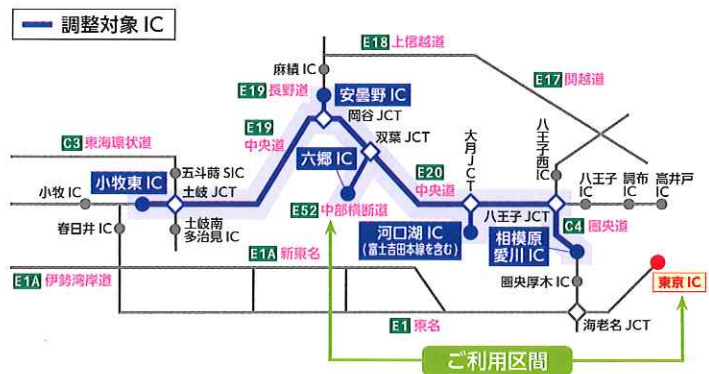 調整対象 IC
E18 上信越道
麻績 IC
E17 関越道
E19 長野道
安曇野 IC
岡谷 JCT
E19
中央道
双葉 JCT
C3 東海環状道
五斗蒔 SIC
六郷 IC
大月JCT
八王子西IC
小牧東 IC
土岐 JCT
E20
中央道
小牧 IC
八王子 IC
調布 IC
高井戸 IC
E52 中部横断道
八王子 JCT
C4
圏央道
春日井 IC
土岐南
多治見 IC
河口湖 IC
(富士吉田本線を含む)
相模原
愛川 IC
E1A 新東名
E1A 伊勢湾岸道
圏央厚木 IC
東京 IC
E1 東名
海老名 JCT
ご利用区間